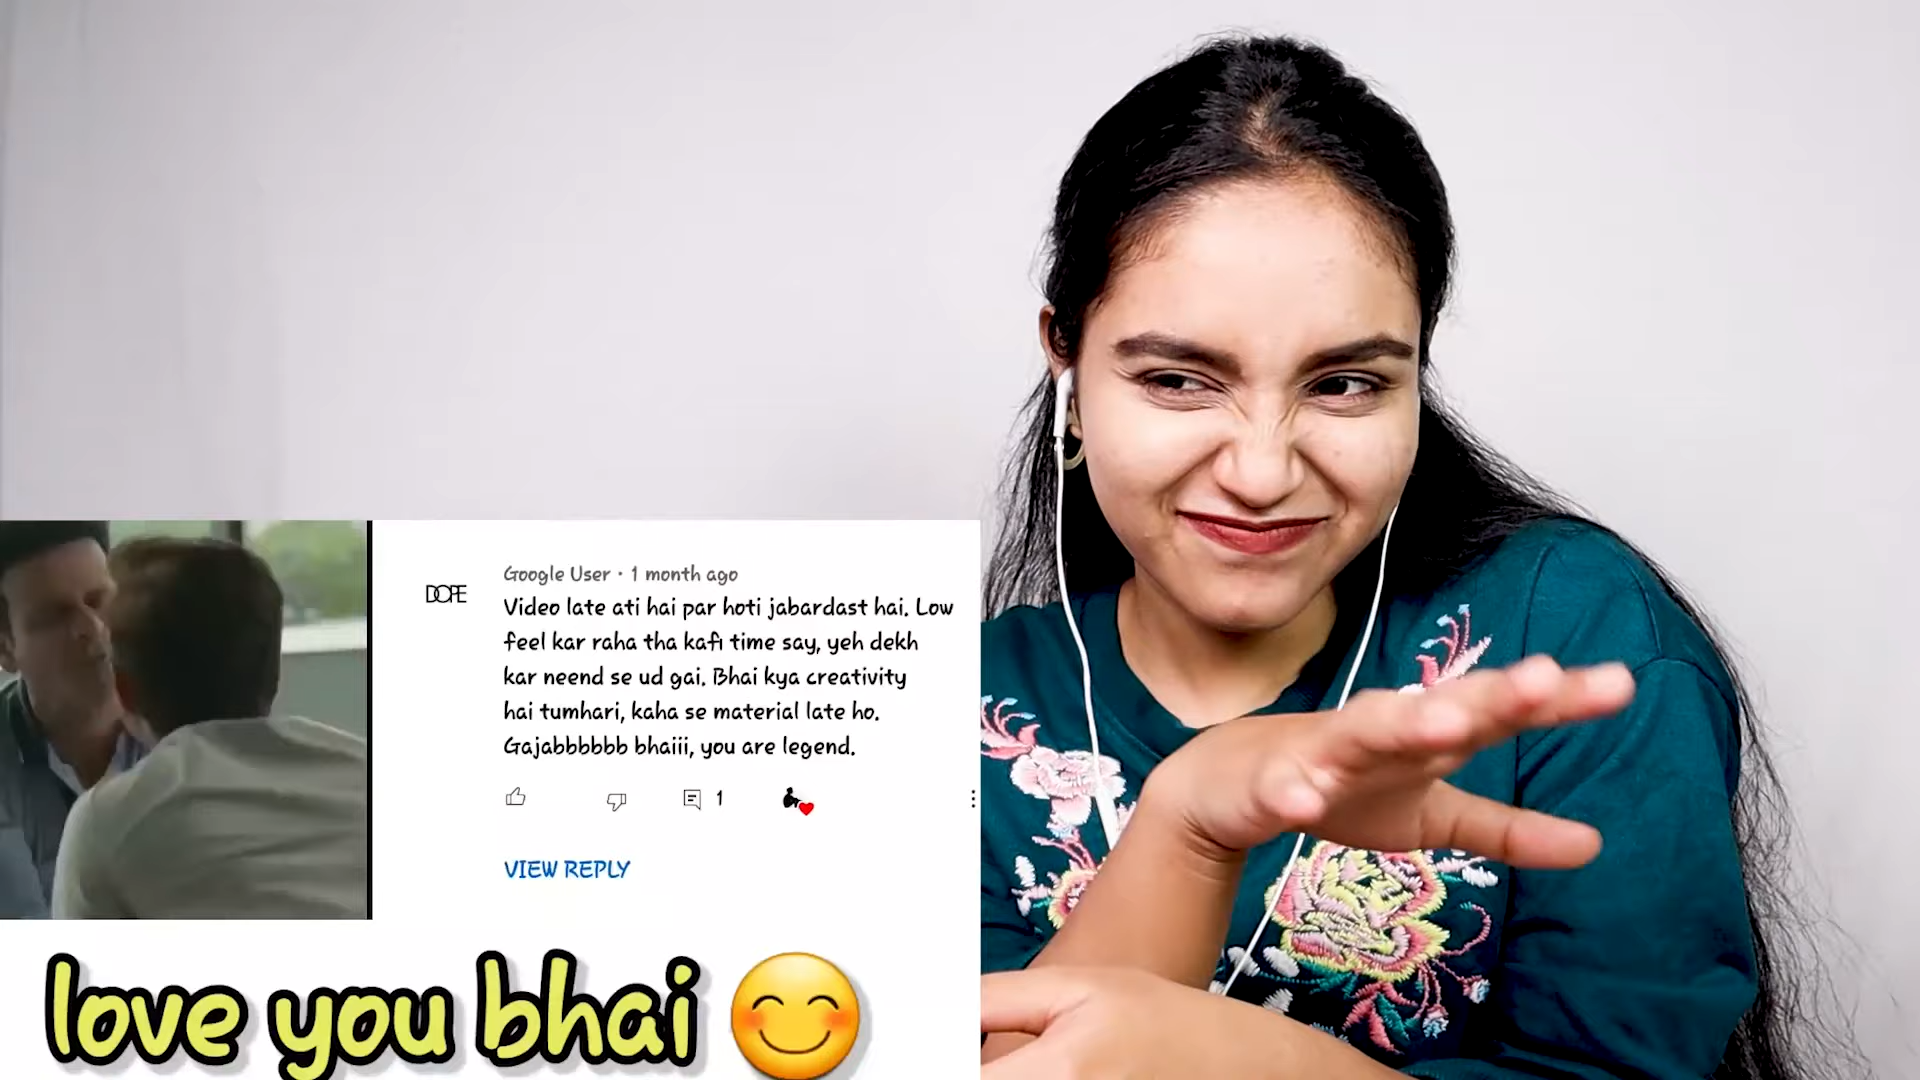 DOPE
Google User • 1 month ago
Video late ati hai par hoti jabardast hai. Low
feel kar raha tha kafi time say, yeh dekh
kar neend se ud gai. Bhai kya creativity
hai tumhari, kaha se material late ho.
Gajabbbbbb bhaiii, you are legend.
1
VIEW REPLY
love you bhai 😊